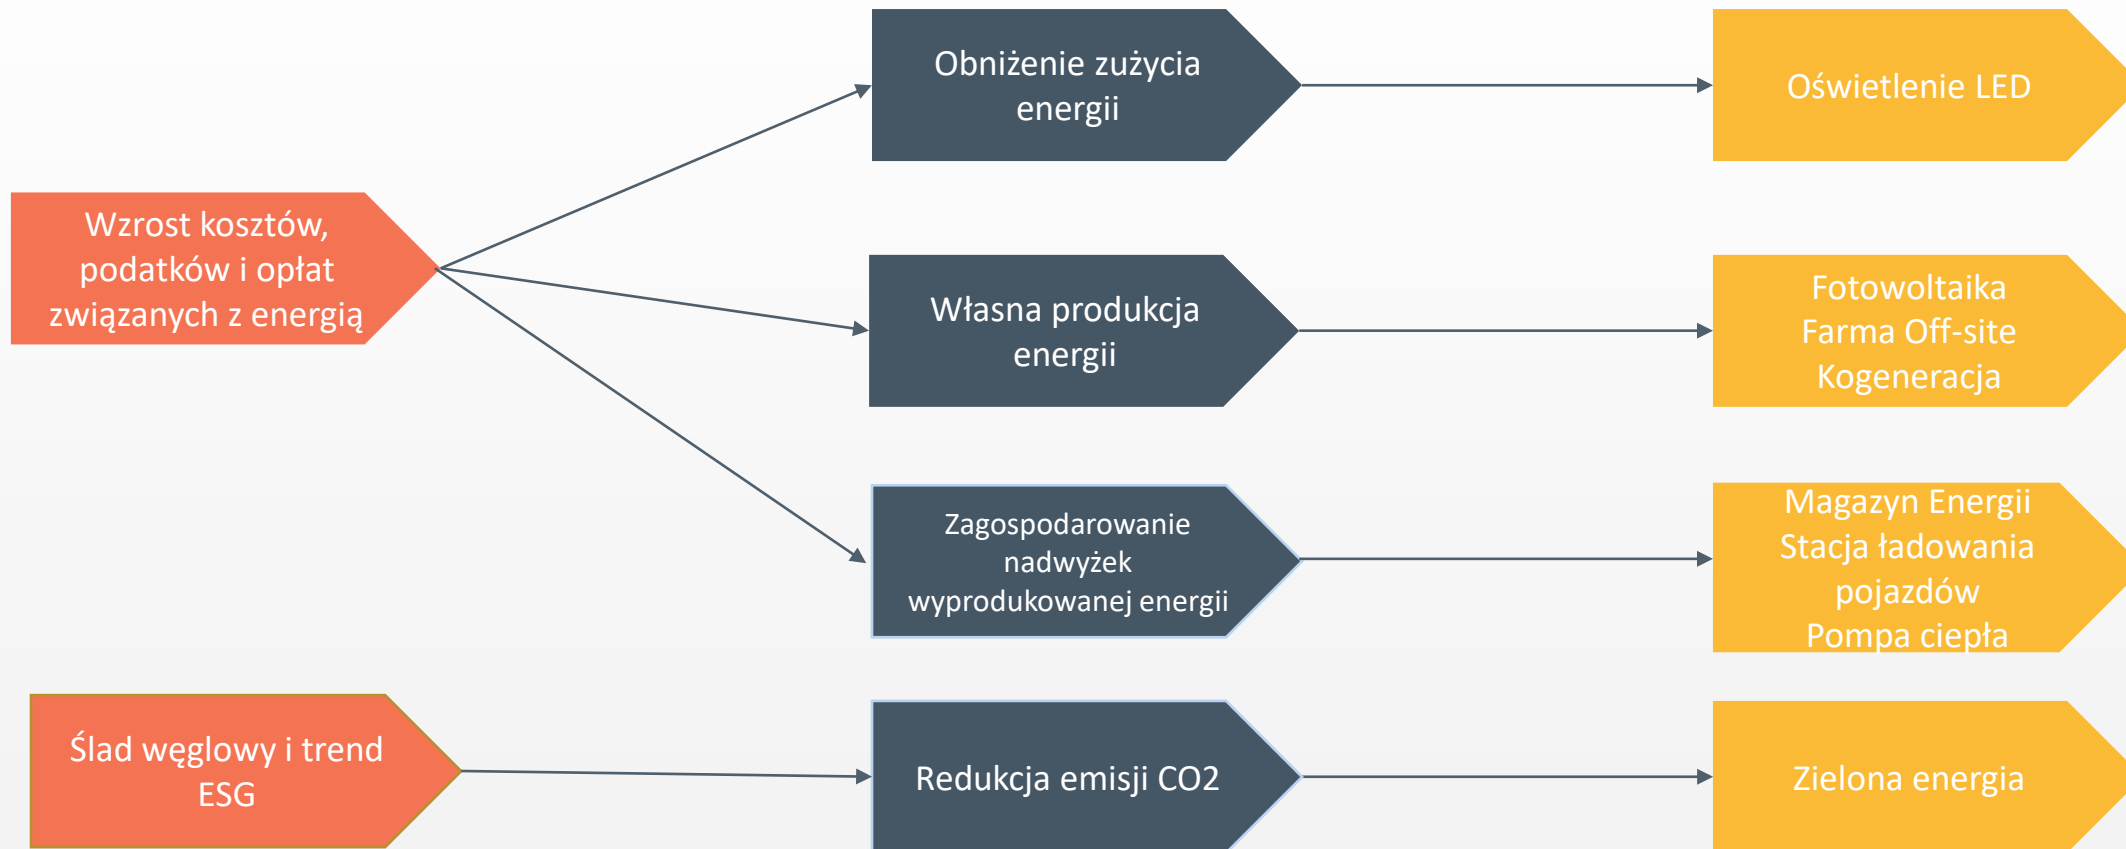 Obniżenie zużycia
energii
Oświetlenie LED
Wzrost kosztów,
podatków i opłat
związanych z energią
Własna produkcja
energii
Fotowoltaika
Farma Off-site
Kogeneracja
Zagospodarowanie
nadwyżek
wyprodukowanej energii
Magazyn Energii
Stacja ładowania
pojazdów
Pompa ciepła
Ślad węglowy i trend
ESG
Redukcja emisji CO2
Zielona energia